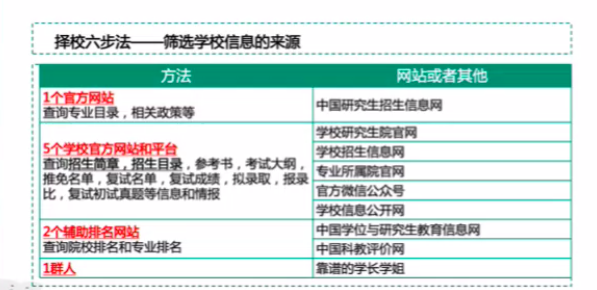 择校六步法——筛选学校信息的来源
方法
网站或者其他
1个官方网站
查询专业目录，相关政策等
中国研究生招生信息网
5个学校官方网站和平台
查询招生简章，招生目录，参考书，考试大纲，
推免名单，复试名单，复试成绩，拟录取，报录
比，复试初试真题等信息和情报
学校研究生院官网
学校招生信息网
专业所属院官网
官方微信公众号
学校信息公开网
2个辅助排名网站
查询院校排名和专业排名
中国学位与研究生教育信息网
中国科教评价网
1群人
靠谱的学长学姐